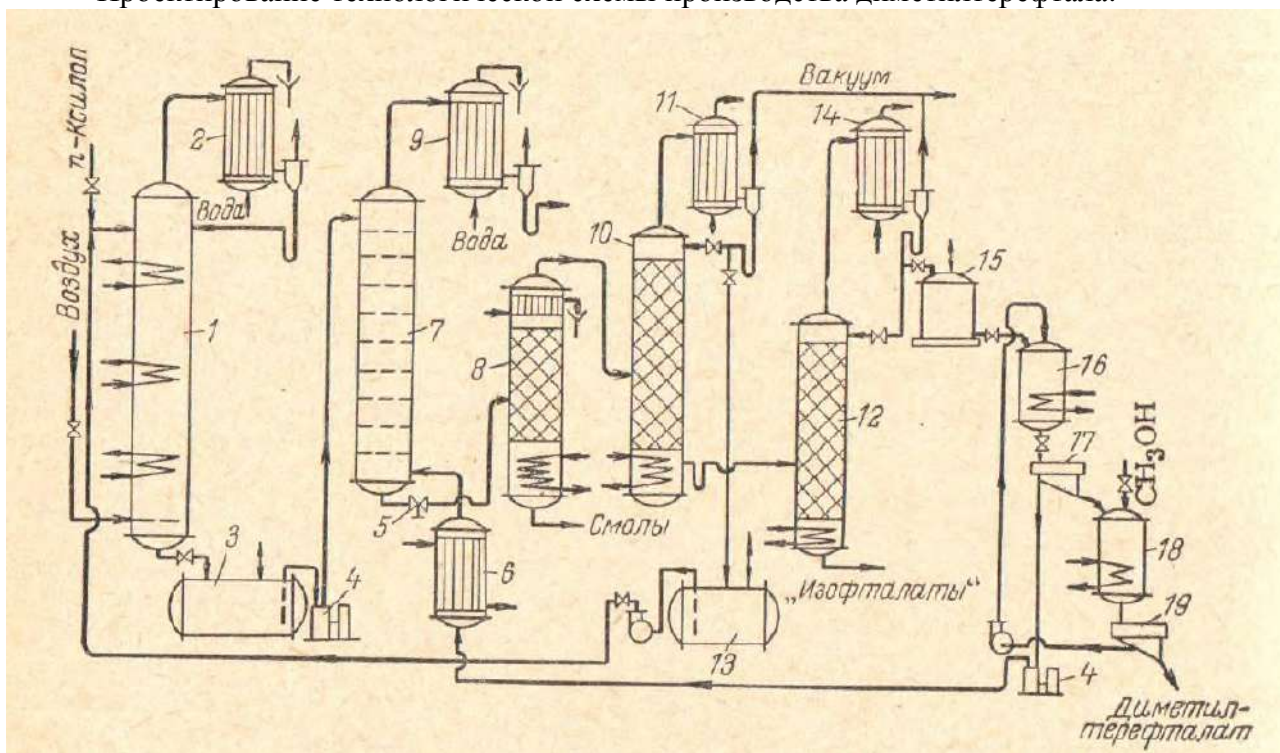 Проектирование технологической схемы производства диметилтерефтала.
n-Ксилол
Воздух
1
2
Вода
3
4
5
6
7
8
9
Вода
Смолы
10
11
Вакуум
12
13
14
15
„Изофталаты“
16
17
CH₃OH
18
19
4
Диметил-
терефталат